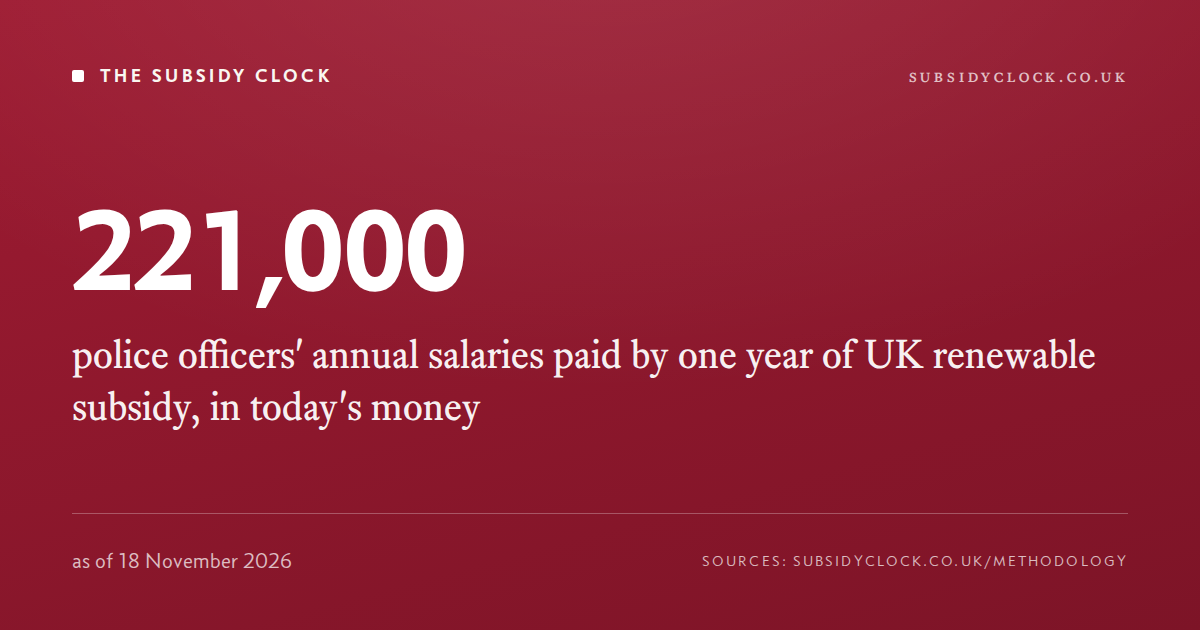 THE SUBSIDY CLOCK
SUBSIDYCLOCK.CO.UK
221,000
police officers' annual salaries paid by one year of UK renewable
subsidy, in today's money
as of 18 November 2026
SOURCES: SUBSIDYCLOCK.CO.UK/METHODOLOGY